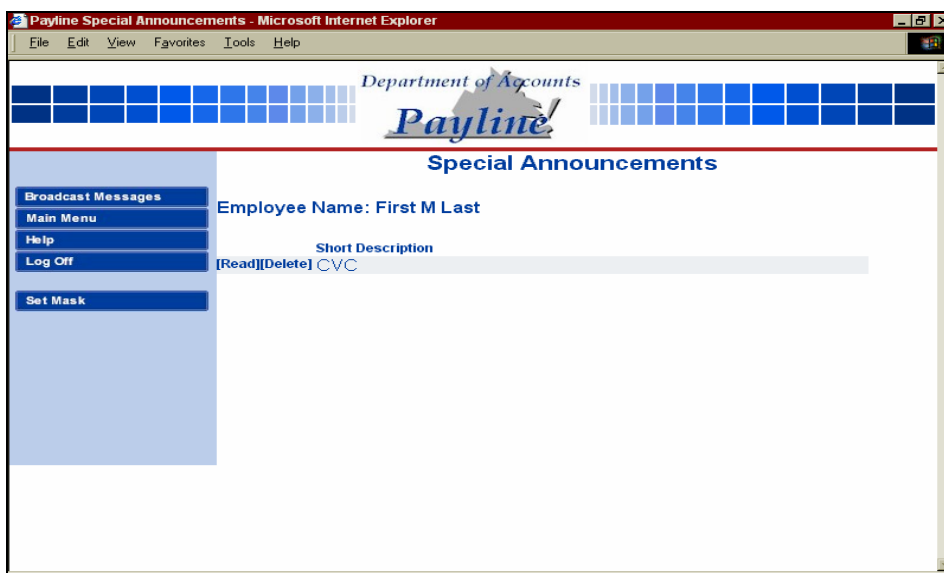 Payline Special Announcements - Microsoft Internet Explorer
File Edit View Favorites Tools Help
Department of Accounts
Payline
Special Announcements
Broadcast Messages
Main Menu
Help
Log Off
Set Mask
Employee Name: First M Last
Short Description
[Read][Delete] CVC